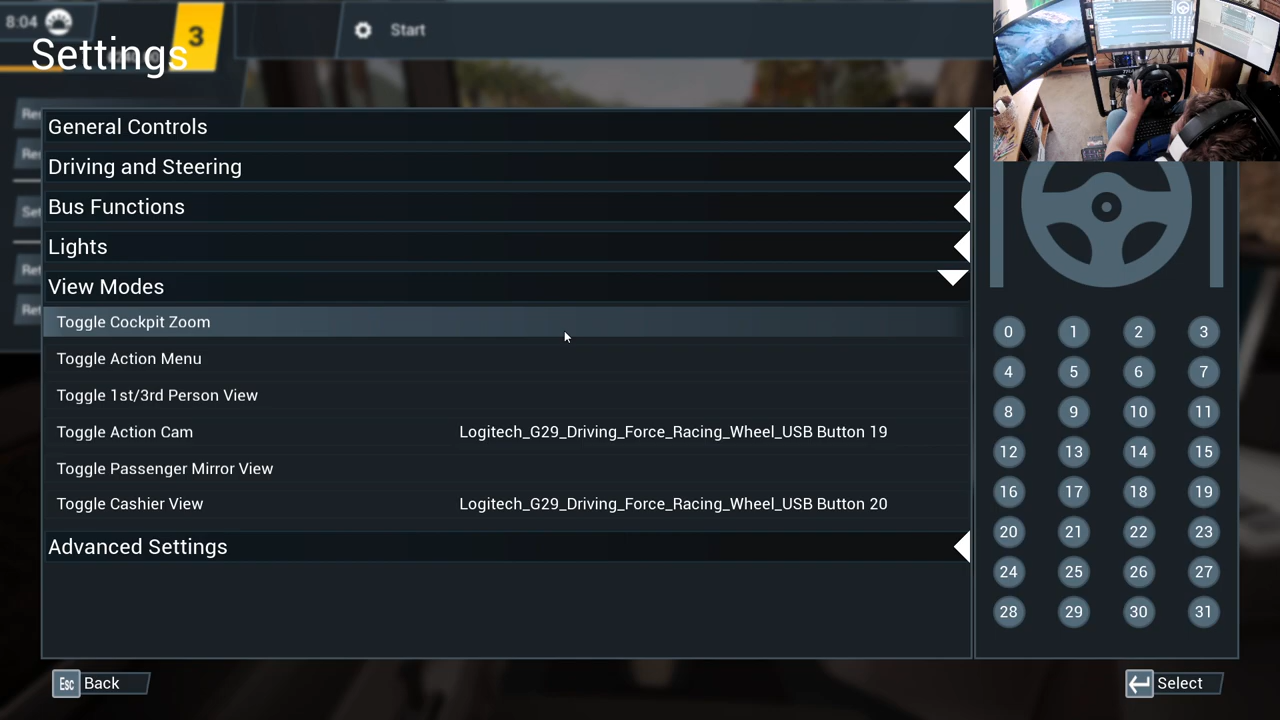 8:04
3
Start
Settings
General Controls
Driving and Steering
Bus Functions
Lights
View Modes
Toggle Cockpit Zoom
Toggle Action Menu
Toggle 1st/3rd Person View
Toggle Action Cam Logitech_G29_Driving_Force_Racing_Wheel_USB Button 19
Toggle Passenger Mirror View
Toggle Cashier View Logitech_G29_Driving_Force_Racing_Wheel_USB Button 20
Advanced Settings
0 1 2 3
4 5 6 7
8 9 10 11
12 13 14 15
16 17 18 19
20 21 22 23
24 25 26 27
28 29 30 31
Esc Back
Select